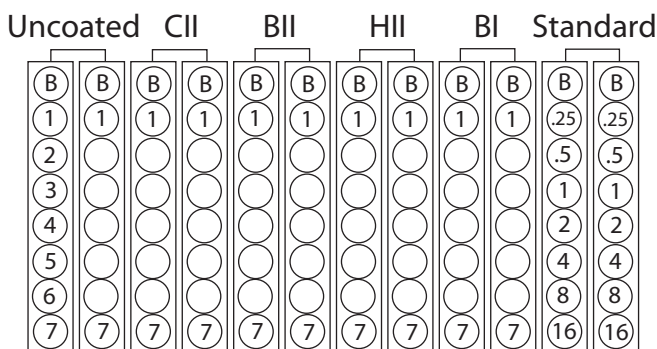 Uncoated CII BII HII BI Standard
B B B B B B B B B B B B
1 1 1 1 1 1 1 1 1 1 .25 .25
2 .5 .5
3 1 1
4 2 2
5 4 4
6 8 8
7 7 7 7 7 7 7 7 7 7 16 16